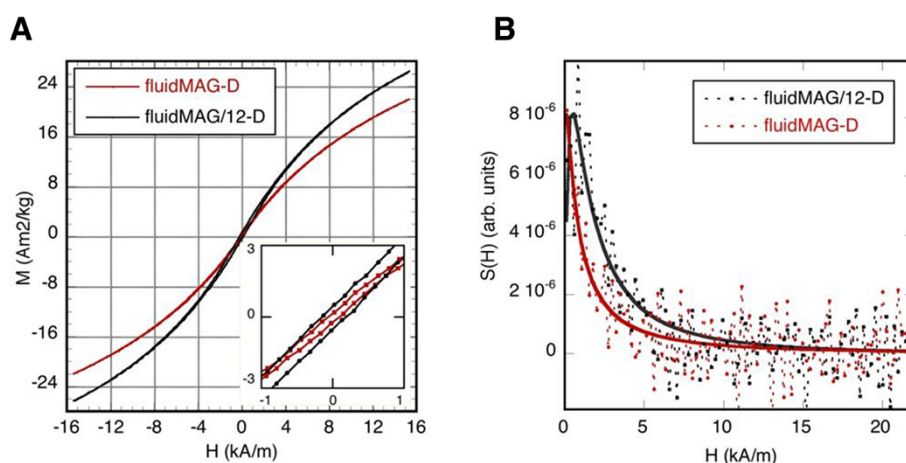 A
B
24
16
8
0
-8
-16
-24
M (Am2/kg)
fluidMAG-D
fluidMAG/12-D
3
0
-3
-1 0 1
-16 -12 -8 -4 0 4 8 12 16
H (kA/m)
8 10-6
6 10-6
4 10-6
2 10-6
0
S(H) (arb. units)
fluidMAG/12-D
fluidMAG-D
0 5 10 15 20
H (kA/m)